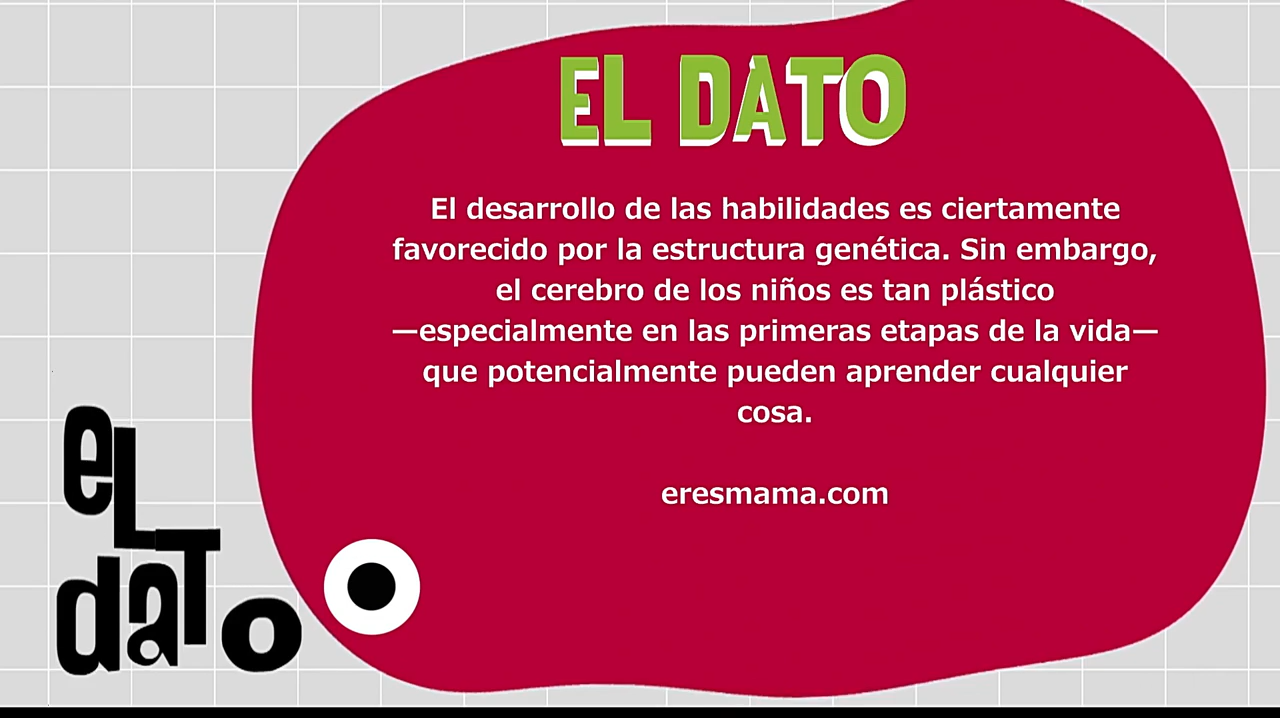 EL DATO
El desarrollo de las habilidades es ciertamente
favorecido por la estructura genética. Sin embargo,
el cerebro de los niños es tan plástico
—especialmente en las primeras etapas de la vida—
que potencialmente pueden aprender cualquier
cosa.
eresmama.com
eL
daTo